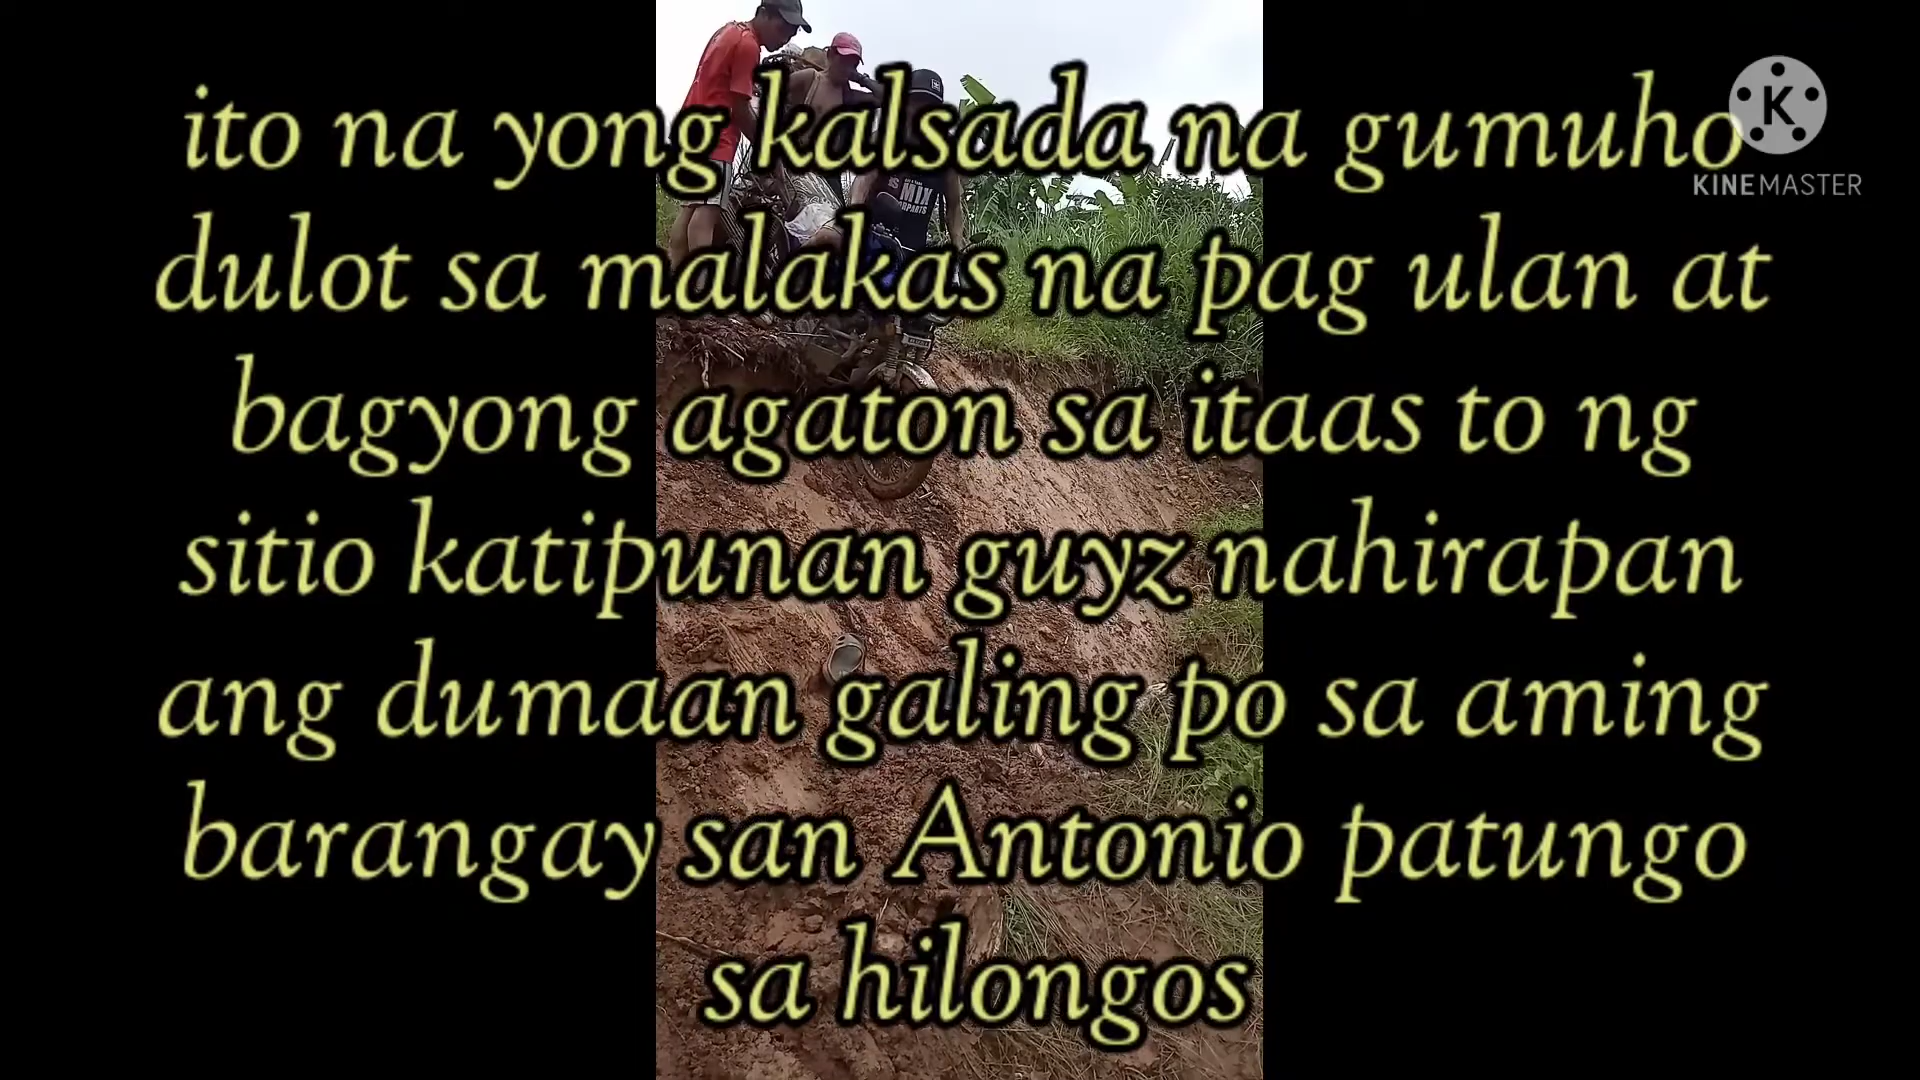 ito na yong kalsada na gumuho
dulot sa malakas na pag ulan at
bagyong agaton sa itaas to ng
sitio katipunan guyz nahirapan
ang dumaan galing po sa aming
barangay san Antonio patungo
sa hilongos
K
KINEMASTER
MIX